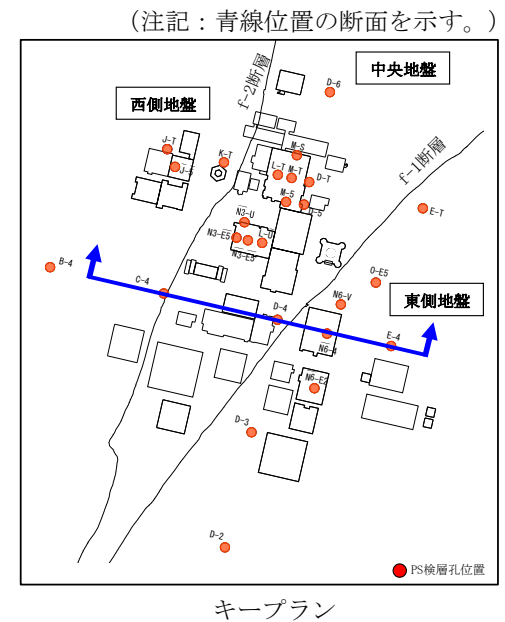 （注記：青線位置の断面を示す。）
中央地盤
f-2断層
D-6
西側地盤
J-T
J-5
K-T
M-S
L-T
M-T
D-T
M-5
D-5
f-1断層
E-T
N3-U
N3-E5
N3-E5
L-U
B-4
C-4
O-E5
N6-V
東側地盤
D-4
N6-4
E-4
N6-E2
D-3
D-2
PS検層孔位置
キープラン